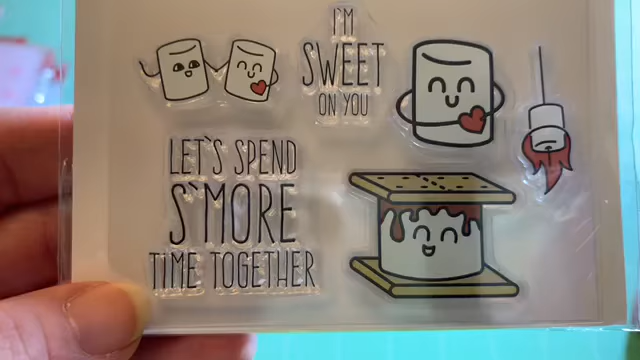 I'M
SWEET
ON YOU
LET'S SPEND
S'MORE
TIME TOGETHER